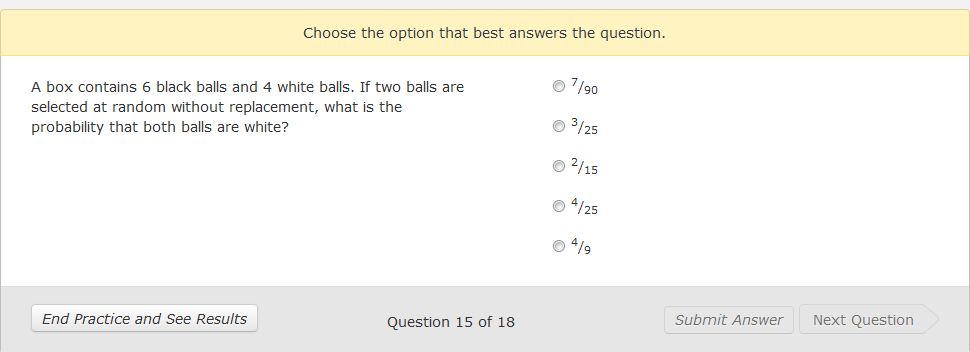 Choose the option that best answers the question.
A box contains 6 black balls and 4 white balls. If two balls are
selected at random without replacement, what is the
probability that both balls are white?
7/90
3/25
2/15
4/25
4/9
End Practice and See Results
Question 15 of 18
Submit Answer
Next Question